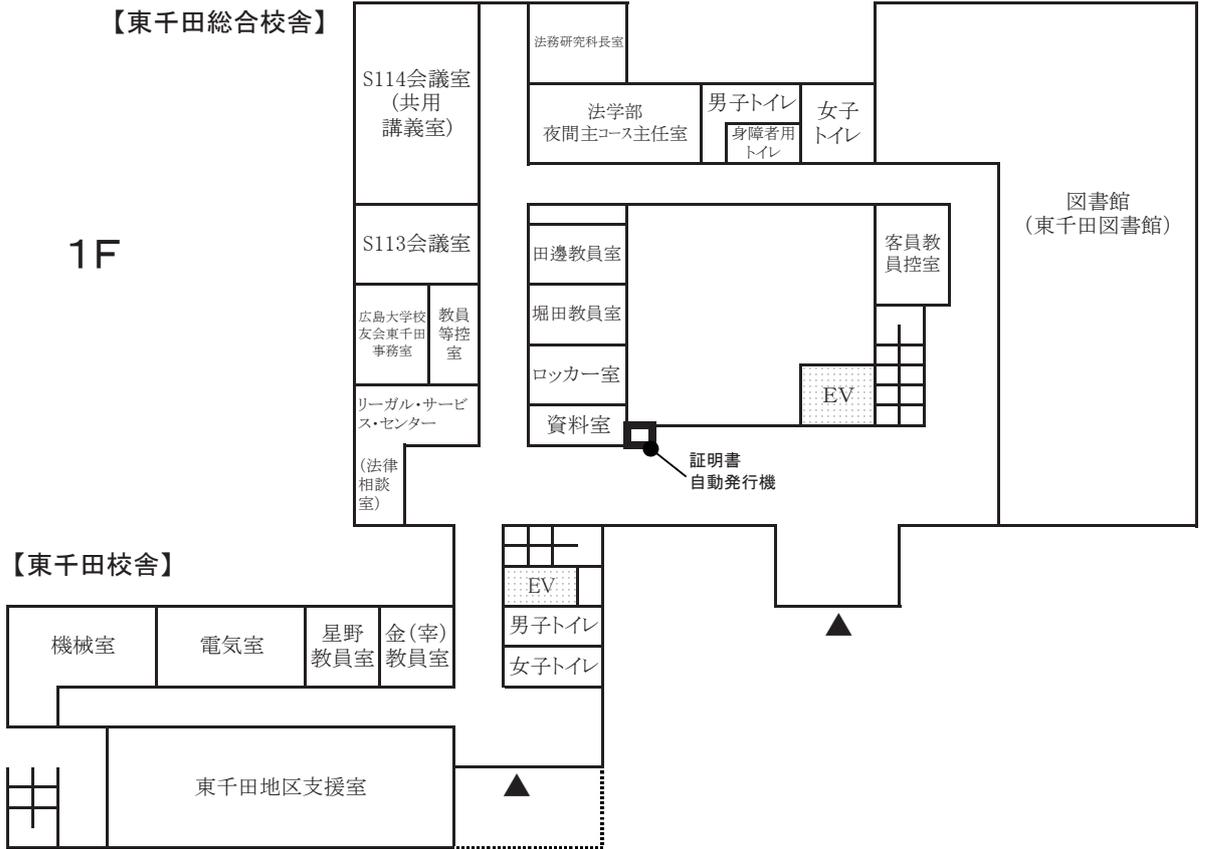 【東千田総合校舎】
法務研究科長室
S114会議室
(共用
講義室)
法学部
夜間主コース主任室
男子トイレ
身障者用
トイレ
女子
トイレ
図書館
(東千田図書館)
1F
S113会議室
田邊教員室
客員教
員控室
広島大学校
友会東千田
事務室
教員
等控
室
堀田教員室
ロッカー室
EV
リーガル・サービ
ス・センター
資料室
(法律
相談
室)
証明書
自動発行機
【東千田校舎】
EV
機械室
電気室
星野
教員室
金(宰)
教員室
男子トイレ
女子トイレ
東千田地区支援室